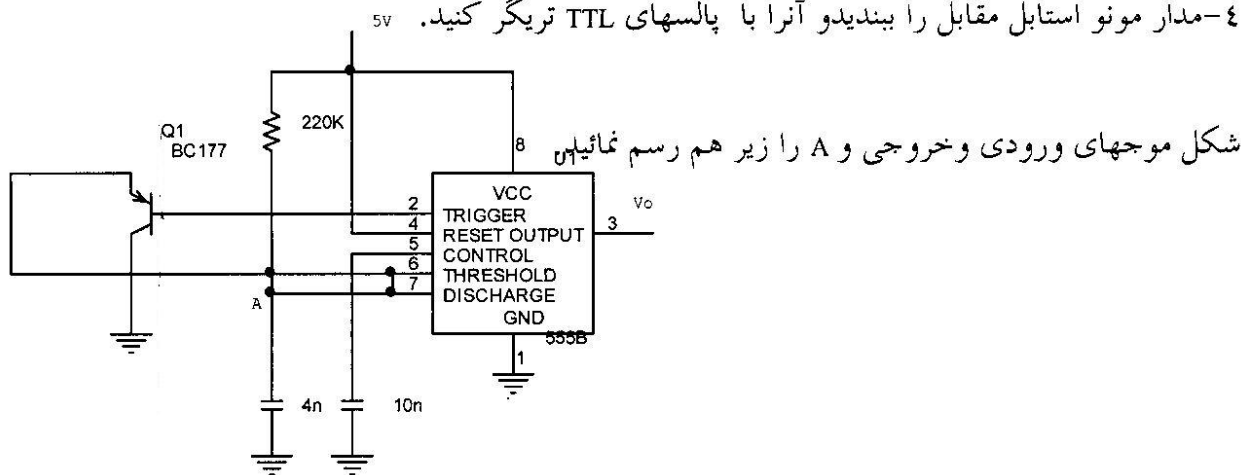 ٤-مدار مونو استابل مقابل را ببندیدو آنرا با پالسهای TTL تریگر کنید.
5V
شکل موجهای ورودی وخروجی و A را زیر هم رسم نمائید
220K
Q1
BC177
8
U1
VCC
2
TRIGGER
4
RESET OUTPUT
3
Vo
5
CONTROL
6
THRESHOLD
7
DISCHARGE
A
GND
555B
1
4n
10n